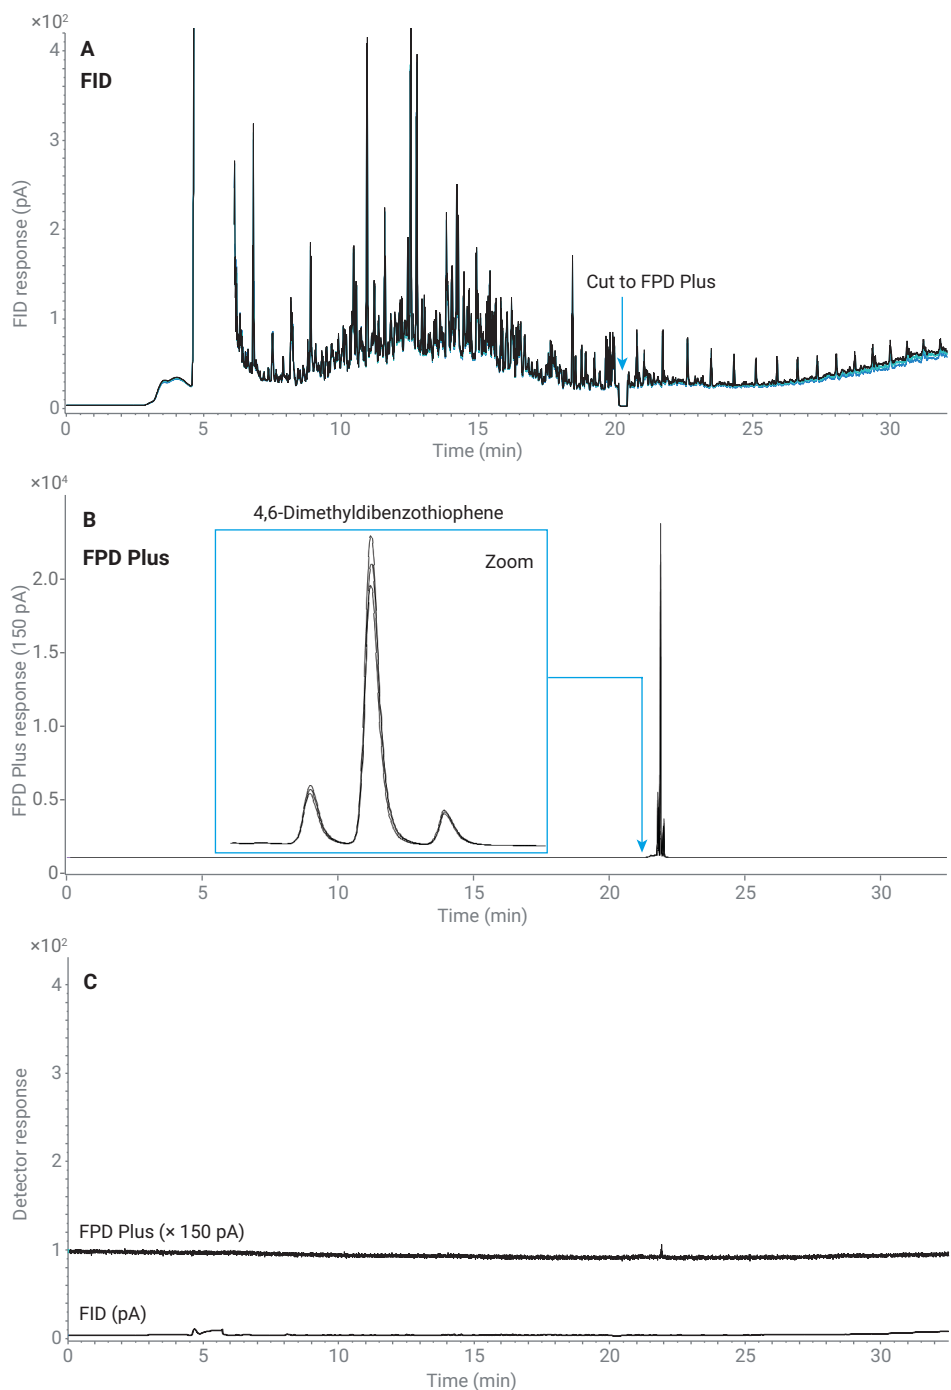 ×10²
A
FID
4
3
2
1
0
FID response (pA)
Cut to FPD Plus
0 5 10 15 20 25 30
Time (min)
×10⁴
B
FPD Plus
4,6-Dimethyldibenzothiophene
Zoom
2.0
1.5
1.0
0.5
0
FPD Plus response (150 pA)
0 5 10 15 20 25 30
Time (min)
×10²
C
4
3
2
1
0
Detector response
FPD Plus (× 150 pA)
FID (pA)
0 5 10 15 20 25 30
Time (min)